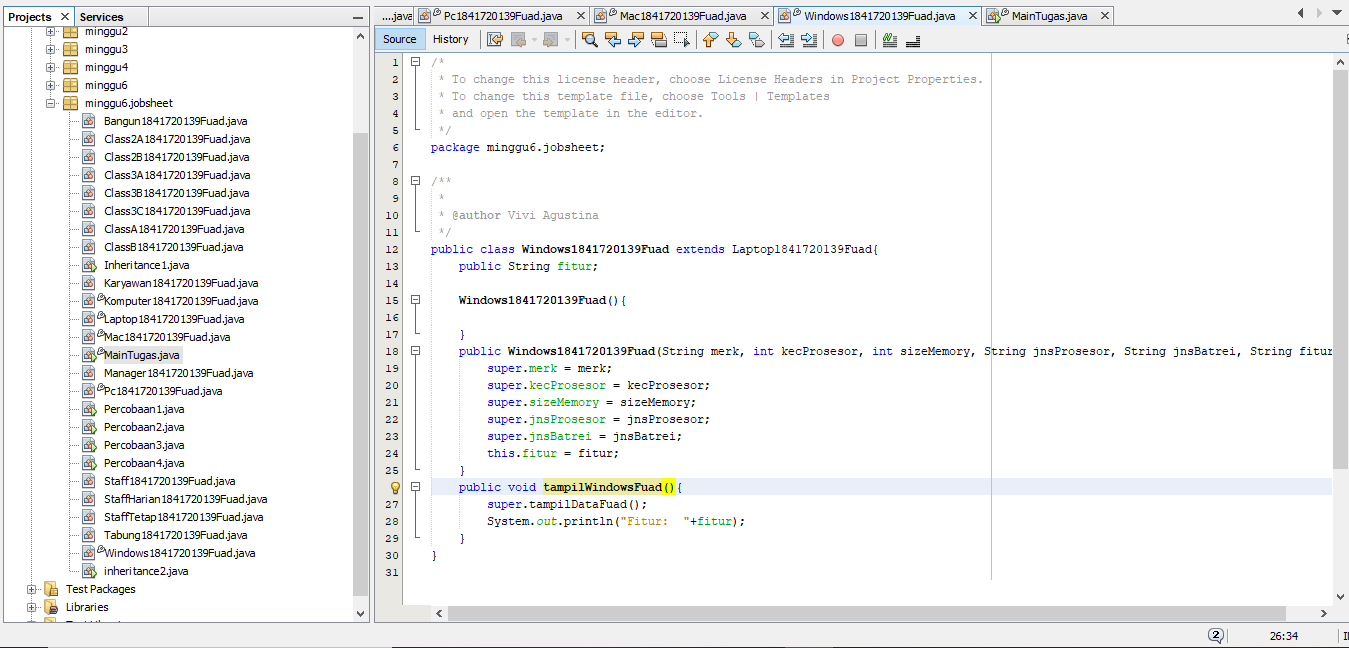 Projects
Services
minggu2
minggu3
minggu4
minggu6
minggu6.jobsheet
Bangun1841720139Fuad.java
Class2A1841720139Fuad.java
Class2B1841720139Fuad.java
Class3A1841720139Fuad.java
Class3B1841720139Fuad.java
Class3C1841720139Fuad.java
ClassA1841720139Fuad.java
ClassB1841720139Fuad.java
Inheritance1.java
Karyawan1841720139Fuad.java
Komputer1841720139Fuad.java
Laptop1841720139Fuad.java
Mac1841720139Fuad.java
MainTugas.java
Manager1841720139Fuad.java
Pc1841720139Fuad.java
Percobaan1.java
Percobaan2.java
Percobaan3.java
Percobaan4.java
Staff1841720139Fuad.java
StaffHarian1841720139Fuad.java
StaffTetap1841720139Fuad.java
Tabung1841720139Fuad.java
Windows1841720139Fuad.java
inheritance2.java
Test Packages
Libraries
....java Pc1841720139Fuad.java Mac1841720139Fuad.java Windows1841720139Fuad.java MainTugas.java
Source History
1 /*
2 * To change this license header, choose License Headers in Project Properties.
3 * To change this template file, choose Tools | Templates
4 * and open the template in the editor.
5 */
6 package minggu6.jobsheet;
7
8 /**
9 *
10 * @author Vivi Agustina
11 */
12 public class Windows1841720139Fuad extends Laptop1841720139Fuad{
13 public String fitur;
14
15 Windows1841720139Fuad(){
16
17 }
18 public Windows1841720139Fuad(String merk, int kecProsesor, int sizeMemory, String jnsProsesor, String jnsBatrei, String fitur
19 super.merk = merk;
20 super.kecProsesor = kecProsesor;
21 super.sizeMemory = sizeMemory;
22 super.jnsProsesor = jnsProsesor;
23 super.jnsBatrei = jnsBatrei;
24 this.fitur = fitur;
25 }
public void tampilWindowsFuad(){
27 super.tampilDataFuad();
28 System.out.println("Fitur:  "+fitur);
29 }
30 }
31
2
26:34